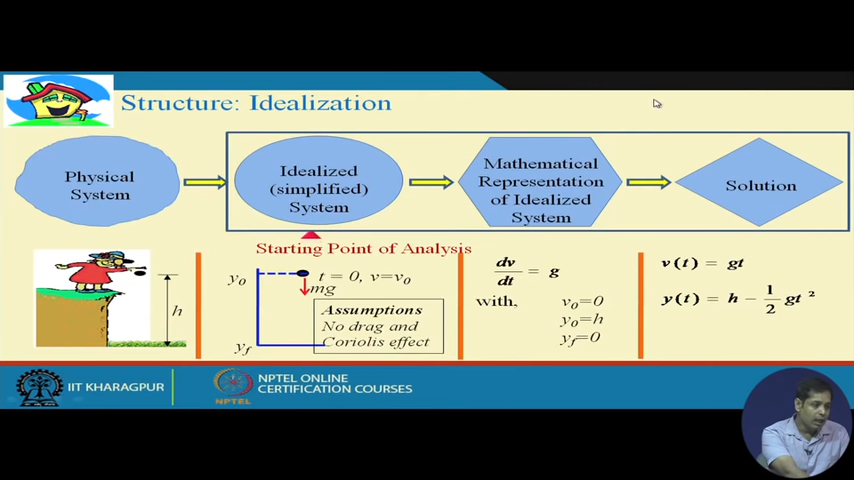 Structure: Idealization
Physical
System
Idealized
(simplified)
System
Mathematical
Representation
of Idealized
System
Solution
Starting Point of Analysis
h
y₀
t = 0, v=v₀
mg
Assumptions
No drag and
Coriolis effect
y_f
dv/dt = g
with,
v₀=0
y₀=h
y_f=0
v(t) = gt
y(t) = h − 1/2 gt²
IIT KHARAGPUR
NPTEL
NPTEL ONLINE
CERTIFICATION COURSES